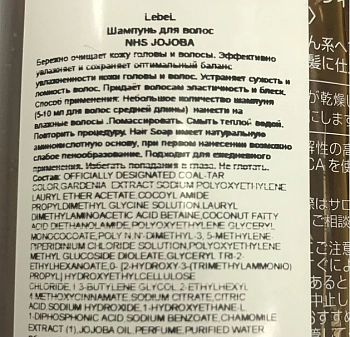 LebeL
Шампунь для волос
NHS JOJOBA
Бережно очищает кожу головы и волосы. Эффективно
увлажняет и сохраняет оптимальный баланс
увлажненности кожи головы и волос. Устраняет сухость и
ломкость волос. Придаёт волосам эластичность и блеск.
Способ применения: Небольшое количество шампуня
(5-10 мл для волос средней длины) нанести на
влажные волосы .Помассировать. Смыть теплой водой.
Повторить процедуру. Hair Soap имеет натуральную
аминокислотную основу, при первом нанесении возможно
слабое пенообразование. Подходит для ежедневного
применения. Избегать попадания в глаза. Не глотать.
Состав: OFFICIALLY DESIGNATED COAL-TAR
COLOR,GARDENIA EXTRACT SODIUM POLYOXYETHYLENE
LAURYL ETHER ACETATE,COCOYL AMIDE
PROPYLDIMETHYL GLYCINE SOLUTION,LAURYL
DIMETHYLAMINOACETIC ACID BETAINE,COCONUT FATTY
ACID DIETHANOLAMIDE,POLYOXYETHYLENE GLYCERYL
MONOCOCOATE,POLY N,N'-DIMETHYL-3, 5-METHYLENE
PIPERIDINIUM CHLORIDE SOLUTION,POLYOXYETHYLENE
METHYL GLUCOSIDE DIOLEATE,GLYCERYL TRI-2-
ETHYLHEXANOATE,O-[2-HYDROXY-3-(TRIMETHYLAMMONIO)
PROPYL] HYDROXYETHYLCELLULOSE
CHLORIDE,1.3-BUTYLENE GLYCOL,2-ETHYLHEXYL
4 METHOXYCINNAMATE,SODIUM CITRATE,CITRIC
ACID,SODIUM HYDROXIDE,1-HYDROXYETHANE-1,
1-DIPHOSPHONIC ACID,SODIUM BENZOATE,CHAMOMILE
EXTRACT (1),JOJOBA OIL,PERFUME,PURIFIED WATER